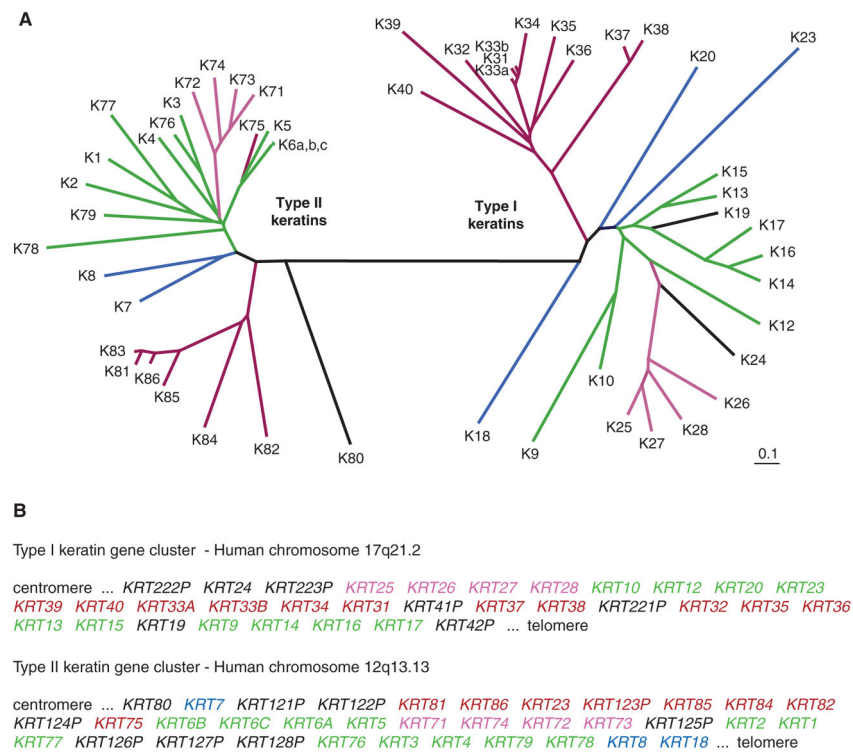 A
K39
K34
K35
K37
K38
K23
K32
K33b
K31
K33a
K36
K20
K40
K74
K72
K73
K71
K3
K77
K76
K4
K75
K5
K6a,b,c
K1
K2
K79
K78
K8
K7
Type II
keratins
Type I
keratins
K15
K13
K19
K17
K16
K14
K12
K24
K26
K28
K27
K25
K10
K9
K18
K83
K81
K86
K85
K84
K82
K80
0.1
B
Type I keratin gene cluster - Human chromosome 17q21.2
centromere ... KRT222P KRT24 KRT223P KRT25 KRT26 KRT27 KRT28 KRT10 KRT12 KRT20 KRT23
KRT39 KRT40 KRT33A KRT33B KRT34 KRT31 KRT41P KRT37 KRT38 KRT221P KRT32 KRT35 KRT36
KRT13 KRT15 KRT19 KRT9 KRT14 KRT16 KRT17 KRT42P ... telomere
Type II keratin gene cluster - Human chromosome 12q13.13
centromere ... KRT80 KRT7 KRT121P KRT122P KRT81 KRT86 KRT23 KRT123P KRT85 KRT84 KRT82
KRT124P KRT75 KRT6B KRT6C KRT6A KRT5 KRT71 KRT74 KRT72 KRT73 KRT125P KRT2 KRT1
KRT77 KRT126P KRT127P KRT128P KRT76 KRT3 KRT4 KRT79 KRT78 KRT8 KRT18 ... telomere